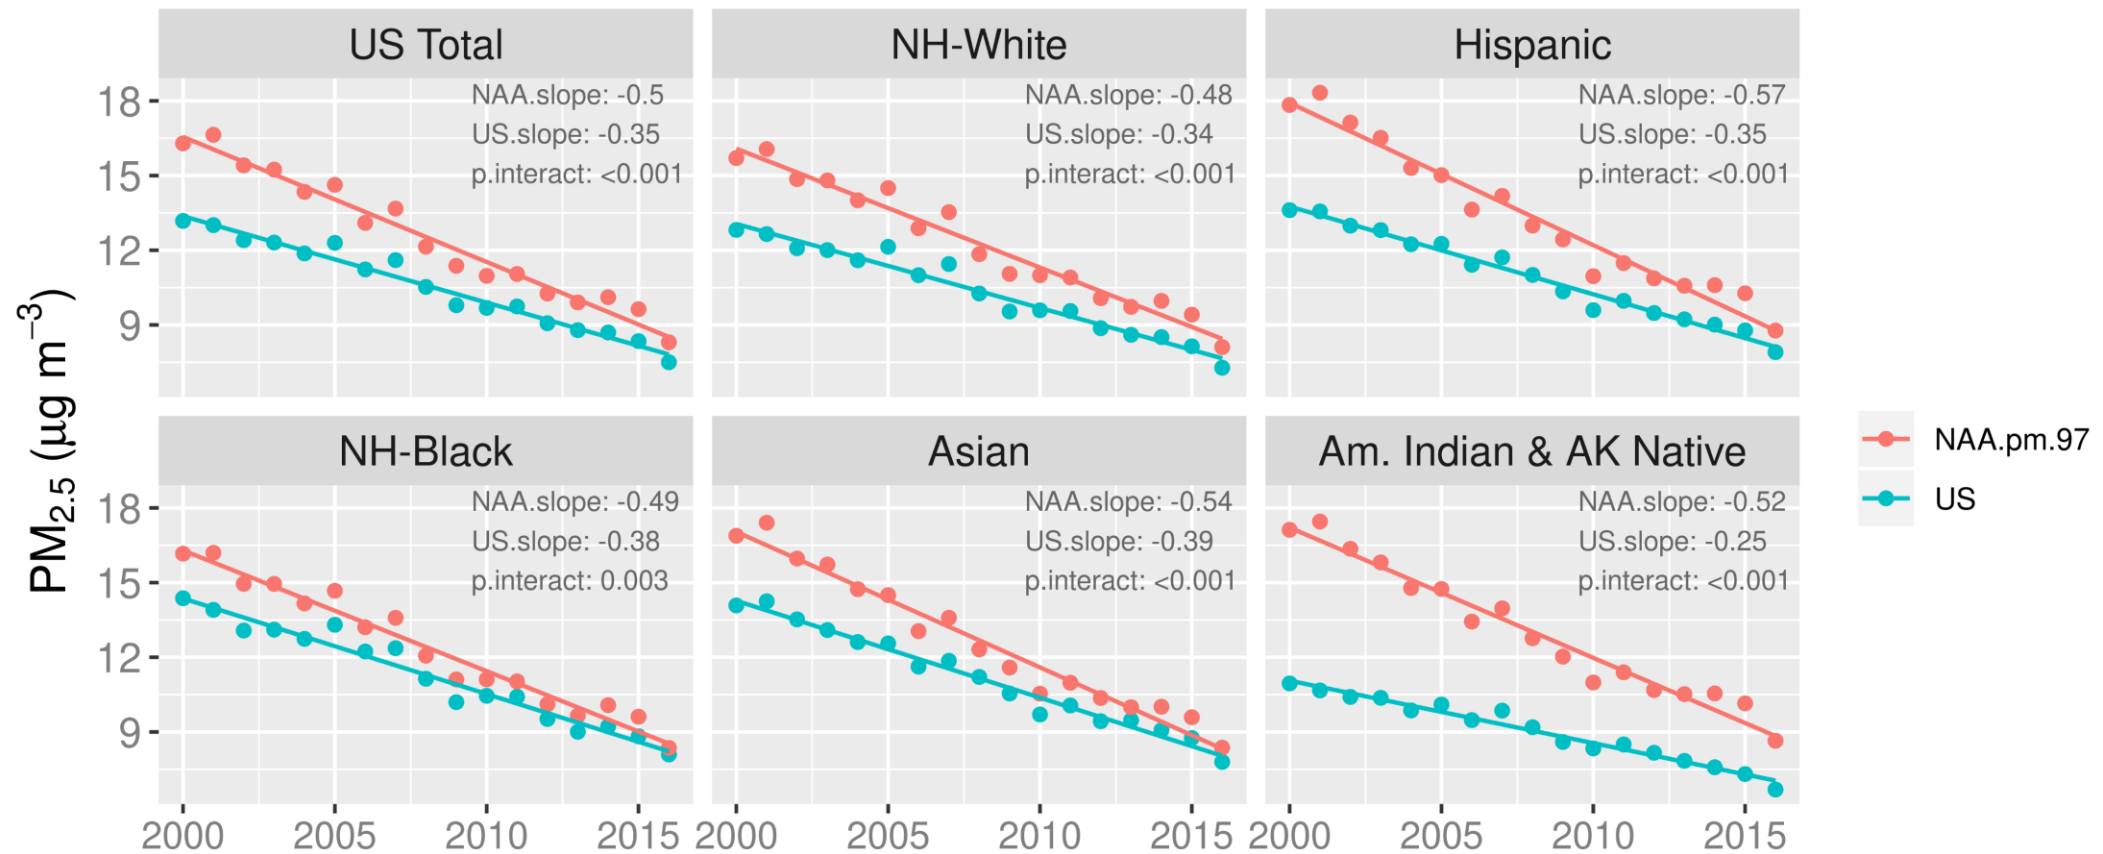 US Total
NAA.slope: -0.5
US.slope: -0.35
p.interact: <0.001
NH-White
NAA.slope: -0.48
US.slope: -0.34
p.interact: <0.001
Hispanic
NAA.slope: -0.57
US.slope: -0.35
p.interact: <0.001
18
15
12
9
NH-Black
NAA.slope: -0.49
US.slope: -0.38
p.interact: 0.003
Asian
NAA.slope: -0.54
US.slope: -0.39
p.interact: <0.001
Am. Indian & AK Native
NAA.slope: -0.52
US.slope: -0.25
p.interact: <0.001
18
15
12
9
2000 2005 2010 2015
2000 2005 2010 2015
2000 2005 2010 2015
PM₂.₅ (µg m⁻³)
NAA.pm.97
US